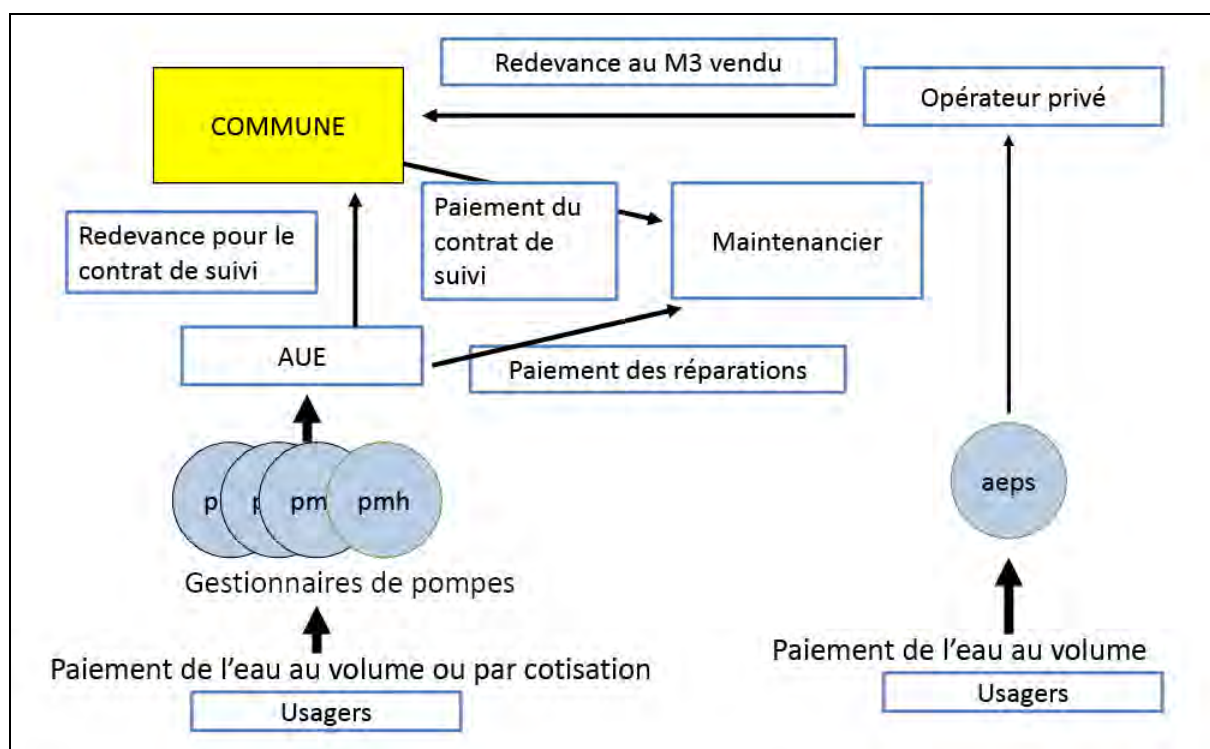 Redevance au M3 vendu
Opérateur privé
COMMUNE
Redevance pour le
contrat de suivi
Paiement du
contrat de
suivi
Maintenancier
AUE
Paiement des réparations
p
p
pm
pmh
aeps
Gestionnaires de pompes
Paiement de l'eau au volume ou par cotisation
Usagers
Paiement de l'eau au volume
Usagers